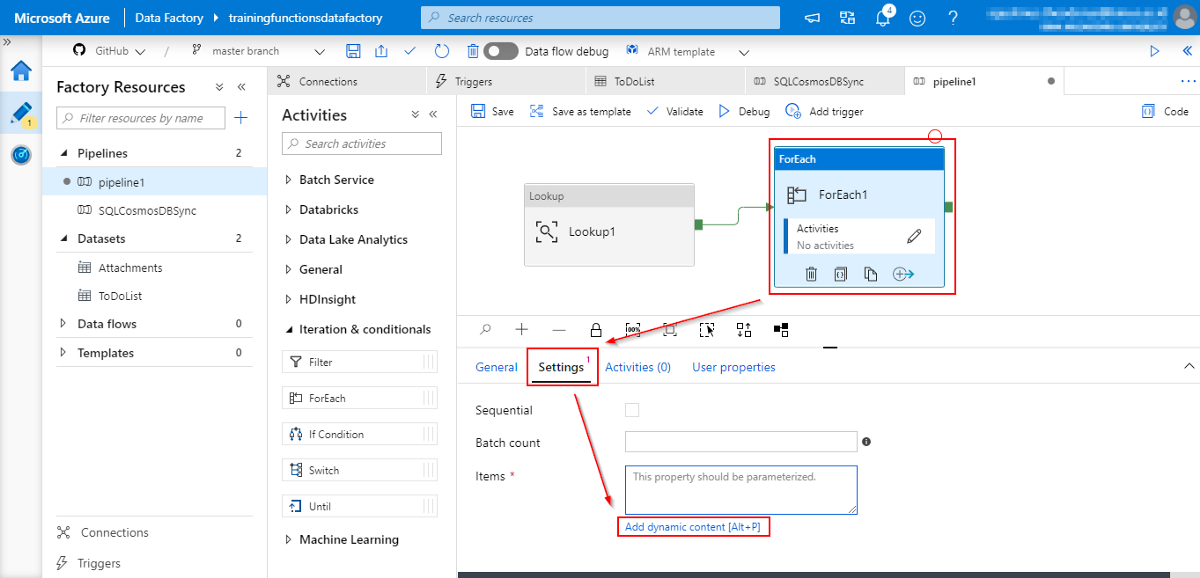 Microsoft Azure
Data Factory
trainingfunctionsdatafactory
Search resources
4
?
GitHub
/
master branch
Data flow debug
ARM template
1
Factory Resources
Filter resources by name
Pipelines 2
pipeline1
SQLCosmosDBSync
Datasets 2
Attachments
ToDoList
Data flows 0
Templates 0
Connections
Triggers
Connections
Triggers
ToDoList
SQLCosmosDBSync
pipeline1
Activities
Search activities
Batch Service
Databricks
Data Lake Analytics
General
HDInsight
Iteration & conditionals
Filter
ForEach
If Condition
Switch
Until
Machine Learning
Save
Save as template
Validate
Debug
Add trigger
Code
Lookup
Lookup1
ForEach
ForEach1
Activities
No activities
100%
General
Settings 1
Activities (0)
User properties
Sequential
Batch count
Items *
This property should be parameterized.
Add dynamic content [Alt+P]